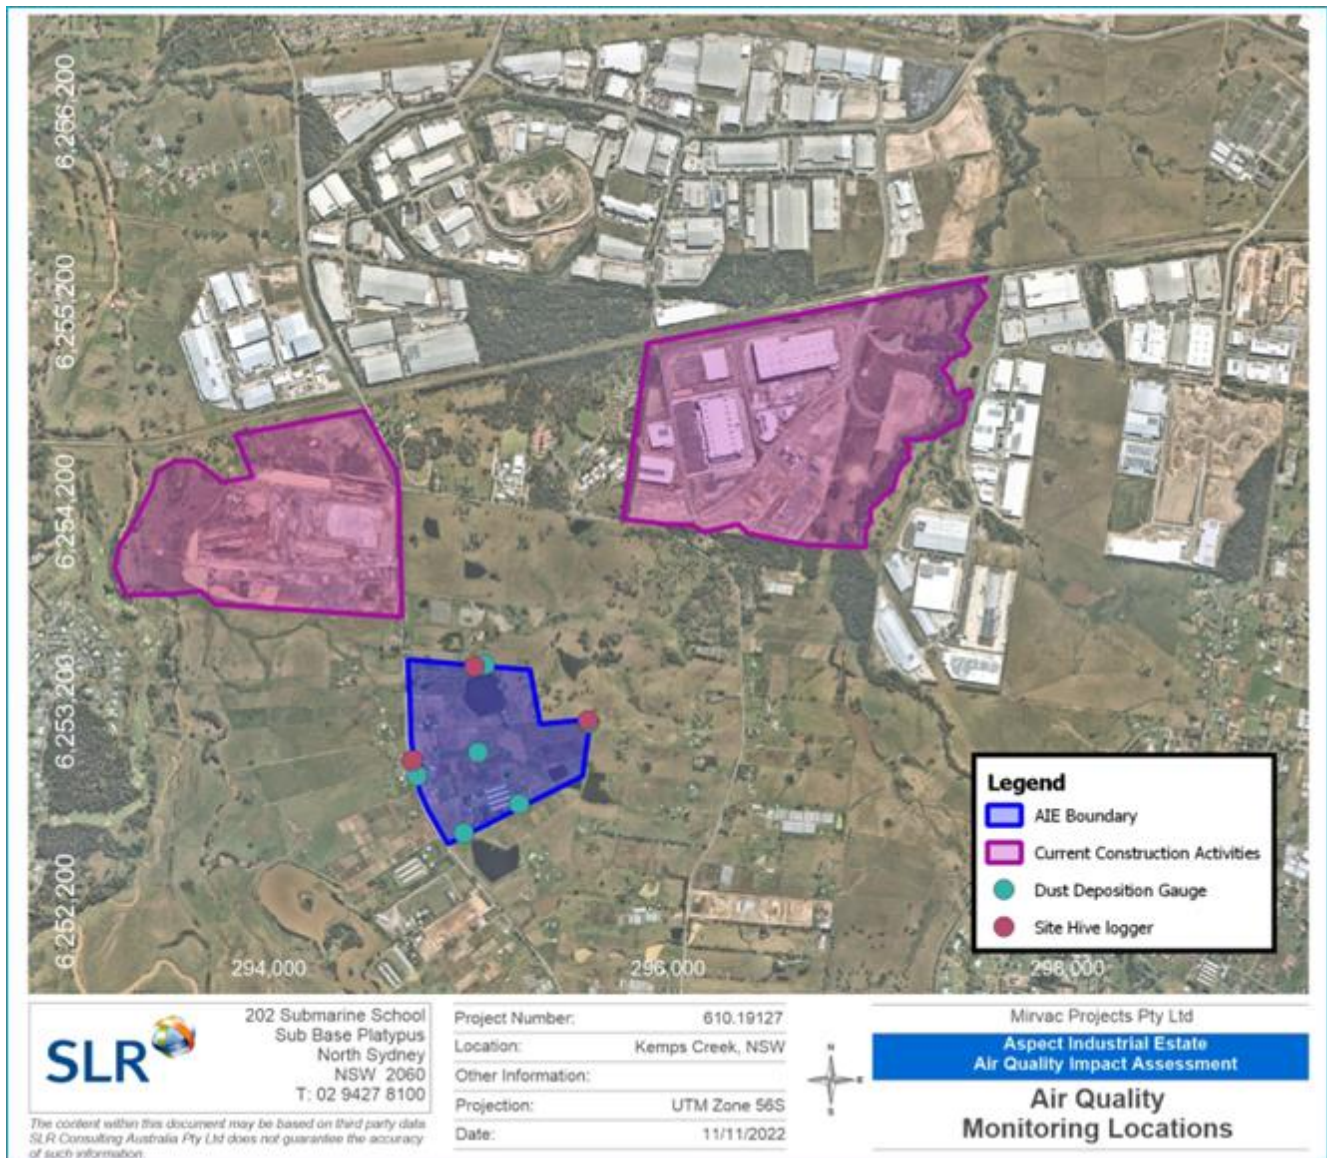 6.256.200
6.255.200
6.254.200
6.253.200
6.252.200
294.000
296.000
298.000
Legend
AIE Boundary
Current Construction Activities
Dust Deposition Gauge
Site Hive logger
SLR
202 Submarine School
Sub Base Platypus
North Sydney
NSW 2060
T: 02 9427 8100
The content within this document may be based on third party data
SLR Consulting Australia Pty Ltd does not guarantee the accuracy
of such information.
Project Number: 610.19127
Location: Kemps Creek, NSW
Other Information:
Projection: UTM Zone 56S
Date: 11/11/2022
N
E
S
Mirvac Projects Pty Ltd
Aspect Industrial Estate
Air Quality Impact Assessment
Air Quality
Monitoring Locations